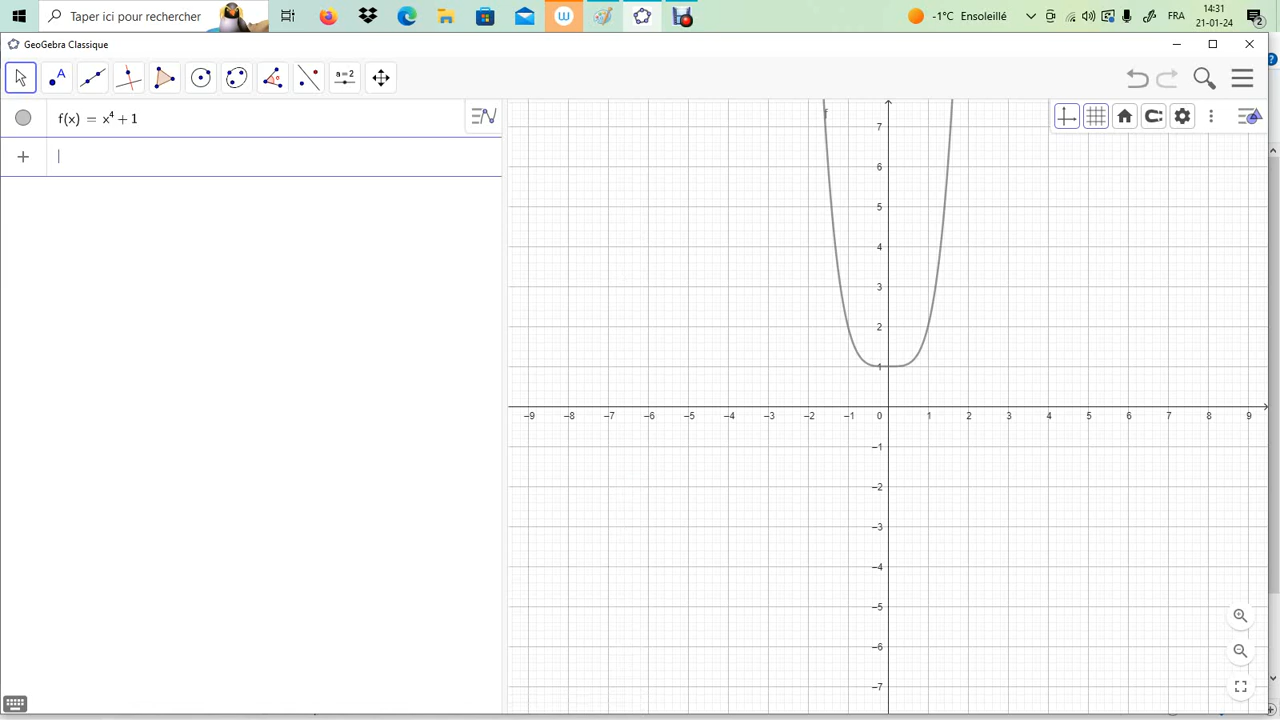 Taper ici pour rechercher
W
-1°C Ensoleillé
FRA
14:31
21-01-24
2
GeoGebra Classique
A
a=2
f(x) = x⁴ + 1
f
7
6
5
4
3
2
1
−9 −8 −7 −6 −5 −4 −3 −2 −1 0 1 2 3 4 5 6 7 8 9
−1
−2
−3
−4
−5
−6
−7